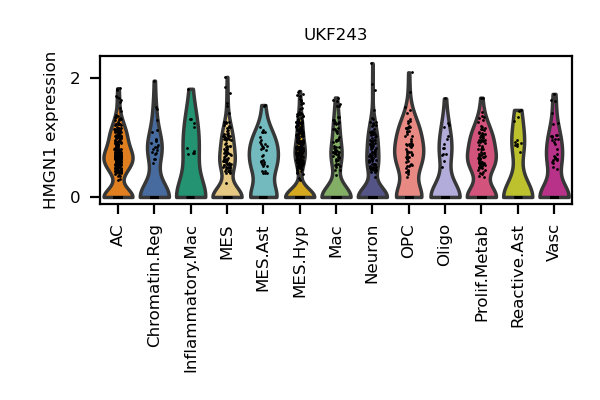 UKF243
HMGN1 expression
2
0
AC
Chromatin.Reg
Inflammatory.Mac
MES
MES.Ast
MES.Hyp
Mac
Neuron
OPC
Oligo
Prolif.Metab
Reactive.Ast
Vasc